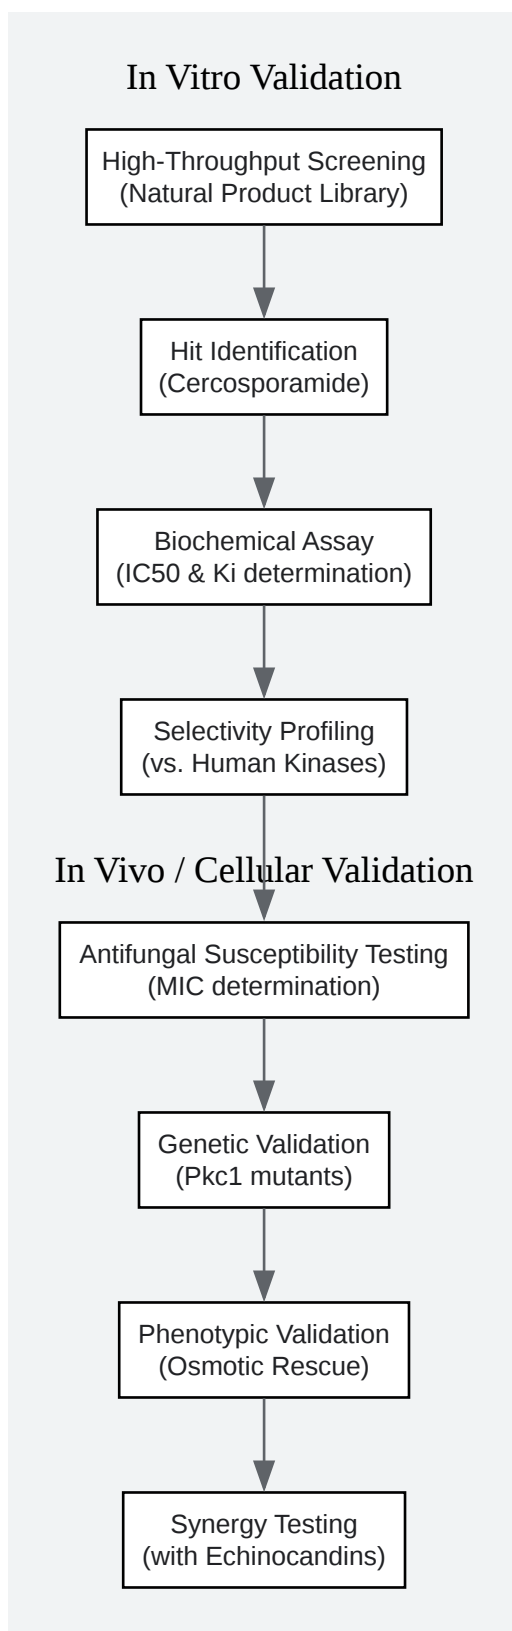 In Vitro Validation
High-Throughput Screening
(Natural Product Library)
Hit Identification
(Cercosporamide)
Biochemical Assay
(IC50 & Ki determination)
Selectivity Profiling
(vs. Human Kinases)
In Vivo / Cellular Validation
Antifungal Susceptibility Testing
(MIC determination)
Genetic Validation
(Pkc1 mutants)
Phenotypic Validation
(Osmotic Rescue)
Synergy Testing
(with Echinocandins)